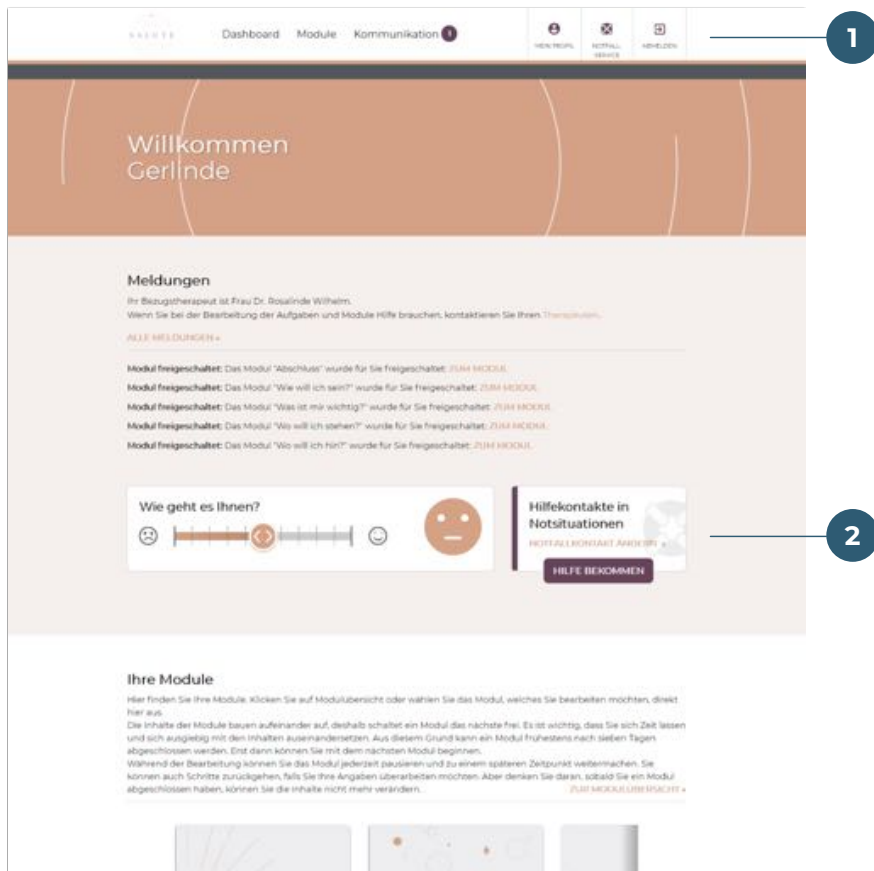 SALUTE
Dashboard Module Kommunikation 1
MEIN PROFIL
NOTFALL
SERVICE
ABMELDEN
1
Willkommen
Gerlinde
Meldungen
Ihr Bezugstherapeut ist Frau Dr. Rosalinde Wilhelm.
Wenn Sie bei der Bearbeitung der Aufgaben und Module Hilfe brauchen, kontaktieren Sie Ihren Therapeuten.
ALLE MELDUNGEN »
Modul freigeschaltet: Das Modul "Abschluss" wurde für Sie freigeschaltet: ZUM MODUL
Modul freigeschaltet: Das Modul "Wie will ich sein?" wurde für Sie freigeschaltet: ZUM MODUL
Modul freigeschaltet: Das Modul "Was ist mir wichtig?" wurde für Sie freigeschaltet: ZUM MODUL
Modul freigeschaltet: Das Modul "Wo will ich stehen?" wurde für Sie freigeschaltet: ZUM MODUL
Modul freigeschaltet: Das Modul "Wo will ich hin?" wurde für Sie freigeschaltet: ZUM MODUL
Wie geht es Ihnen?
Hilfekontakte in
Notsituationen
NOTFALLKONTAKT ÄNDERN »
HILFE BEKOMMEN
2
Ihre Module
Hier finden Sie Ihre Module. Klicken Sie auf Modulübersicht oder wählen Sie das Modul, welches Sie bearbeiten möchten, direkt
hier aus.
Die Inhalte der Module bauen aufeinander auf, deshalb schaltet ein Modul das nächste frei. Es ist wichtig, dass Sie sich Zeit lassen
und sich ausgiebig mit den Inhalten auseinandersetzen. Aus diesem Grund kann ein Modul frühestens nach sieben Tagen
abgeschlossen werden. Erst dann können Sie mit dem nächsten Modul beginnen.
Während der Bearbeitung können Sie das Modul jederzeit pausieren und zu einem späteren Zeitpunkt weitermachen. Sie
können auch Schritte zurückgehen, falls Sie Ihre Angaben überarbeiten möchten. Aber denken Sie daran, sobald Sie ein Modul
abgeschlossen haben, können Sie die Inhalte nicht mehr verändern. ZUR MODULÜBERSICHT »